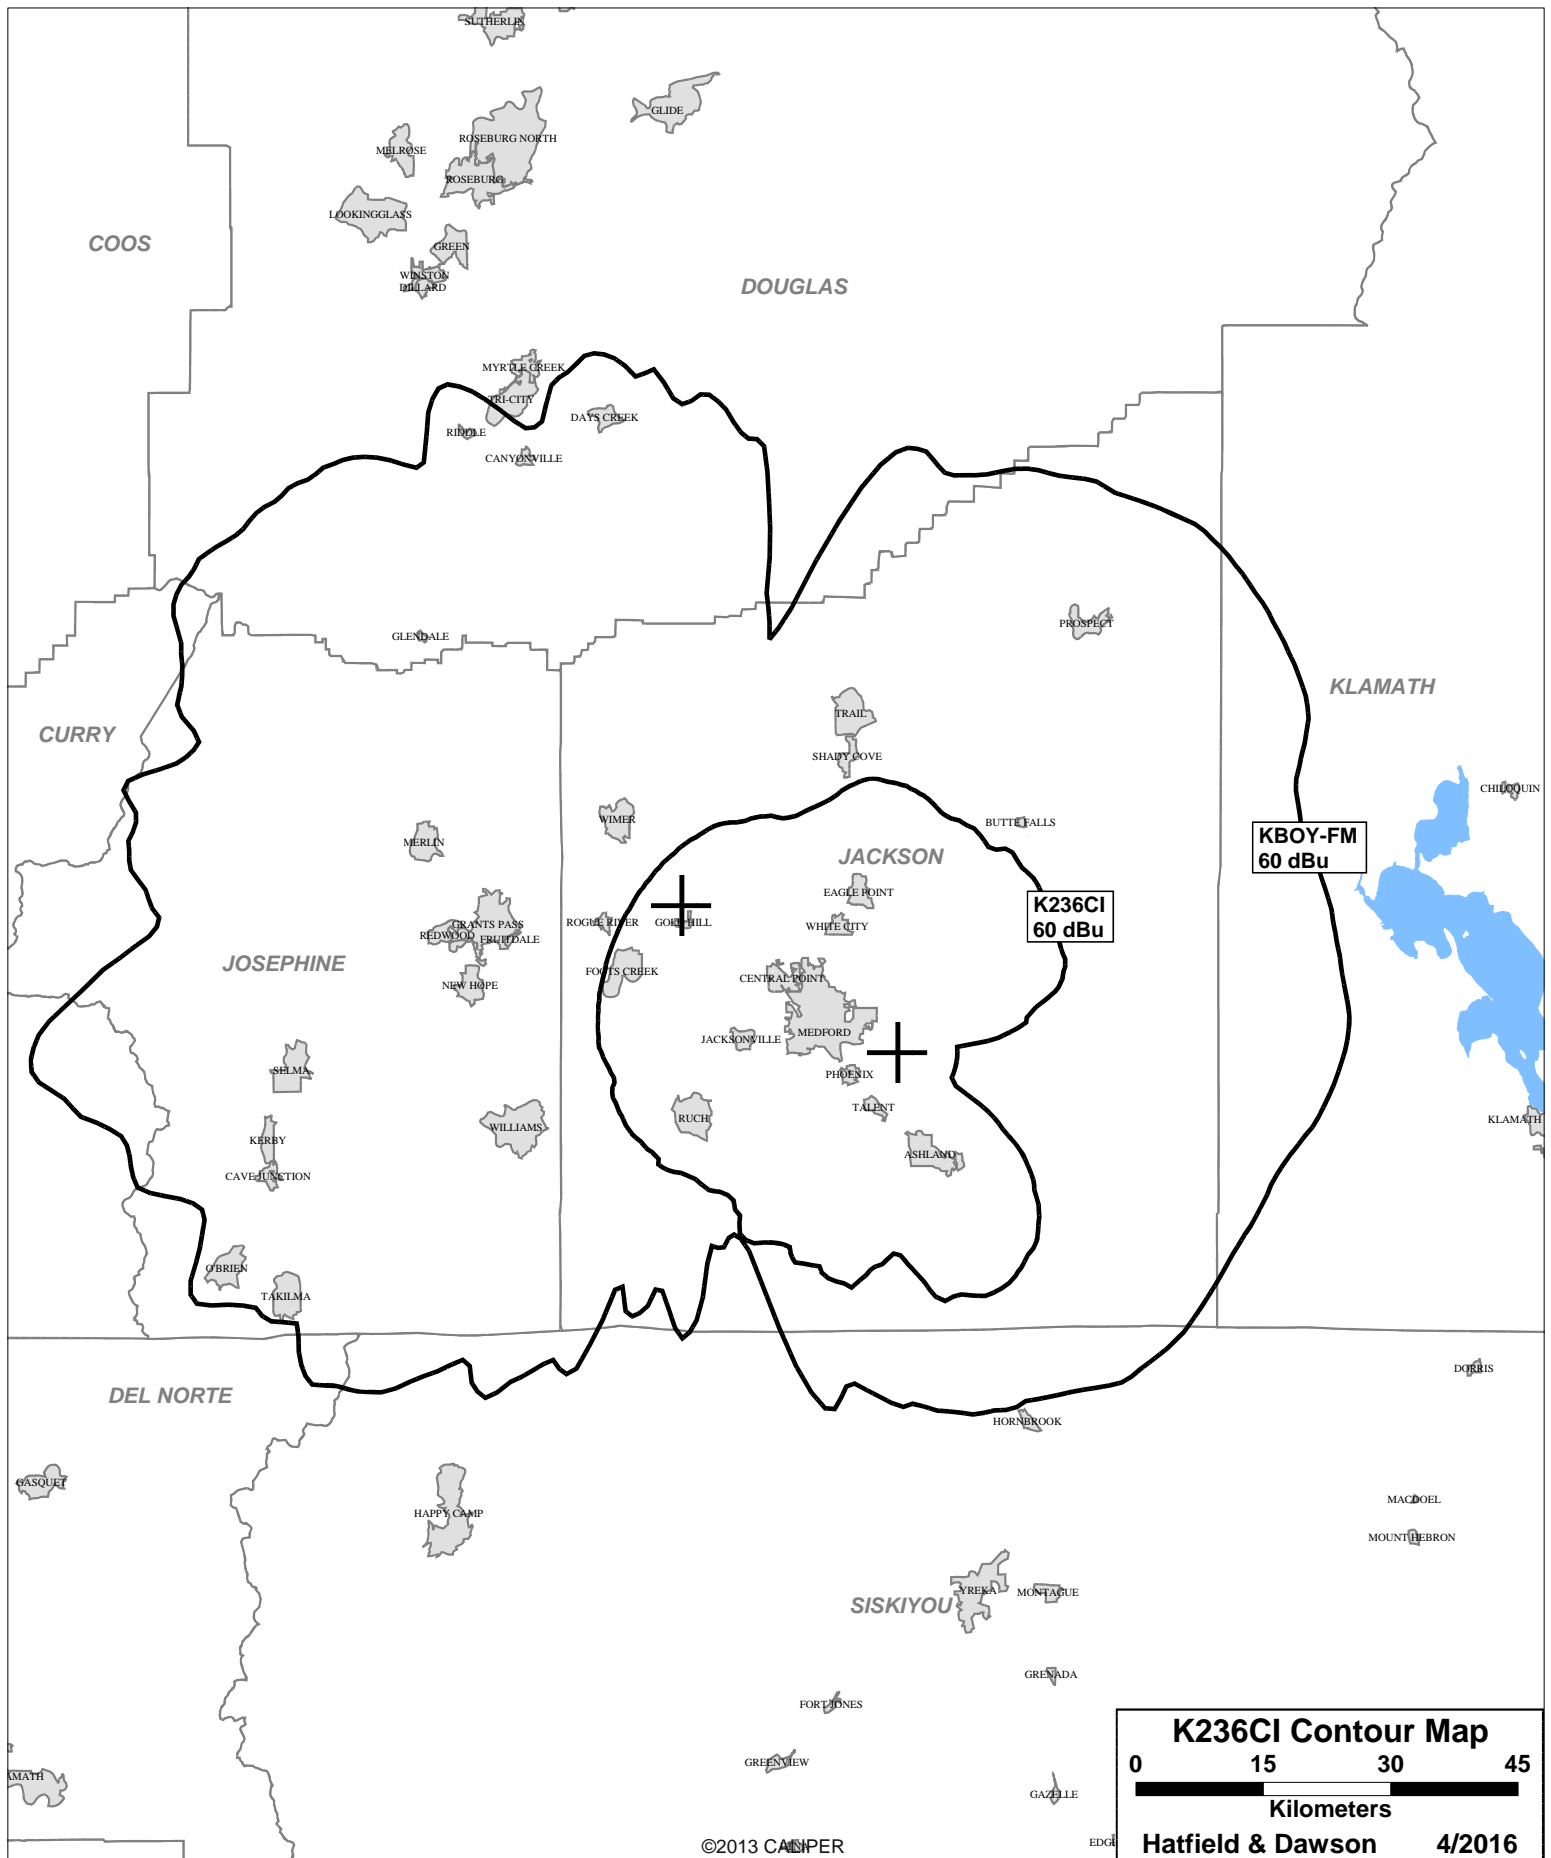 SUTHERLIN
GLIDE
ROSEBURG NORTH
MELROSE
ROSEBURG
LOOKINGGLASS
COOS
GREEN
WINSTON
DILLARD
DOUGLAS
MYRTLE CREEK
TRI-CITY
DAYS CREEK
RIDDLE
CANYONVILLE
PROSPECT
GLENDALE
KLAMATH
CURRY
TRAIL
SHADY COVE
CHILOQUIN
WIMER
BUTTE FALLS
KBOY-FM
60 dBu
MERLIN
JACKSON
EAGLE POINT
K236CI
60 dBu
GRANTS PASS
ROGUE RIVER
GOLD HILL
WHITE CITY
REDWOOD
FRUITDALE
JOSEPHINE
FOOTS CREEK
CENTRAL POINT
NEW HOPE
MEDFORD
JACKSONVILLE
SELMA
PHOENIX
TALENT
RUCH
KLAMATH
WILLIAMS
KERBY
ASHLAND
CAVE JUNCTION
O'BRIEN
TAKILMA
DORRIS
DEL NORTE
HORNBROOK
GASQUET
MACDOEL
HAPPY CAMP
MOUNT HEBRON
YREKA
MONTAGUE
SISKIYOU
GRENADA
FORT JONES
GREENVIEW
AMATH
GAZELLE
EDG
©2013 CALIPER
K236CI Contour Map
0 15 30 45
Kilometers
Hatfield & Dawson 4/2016